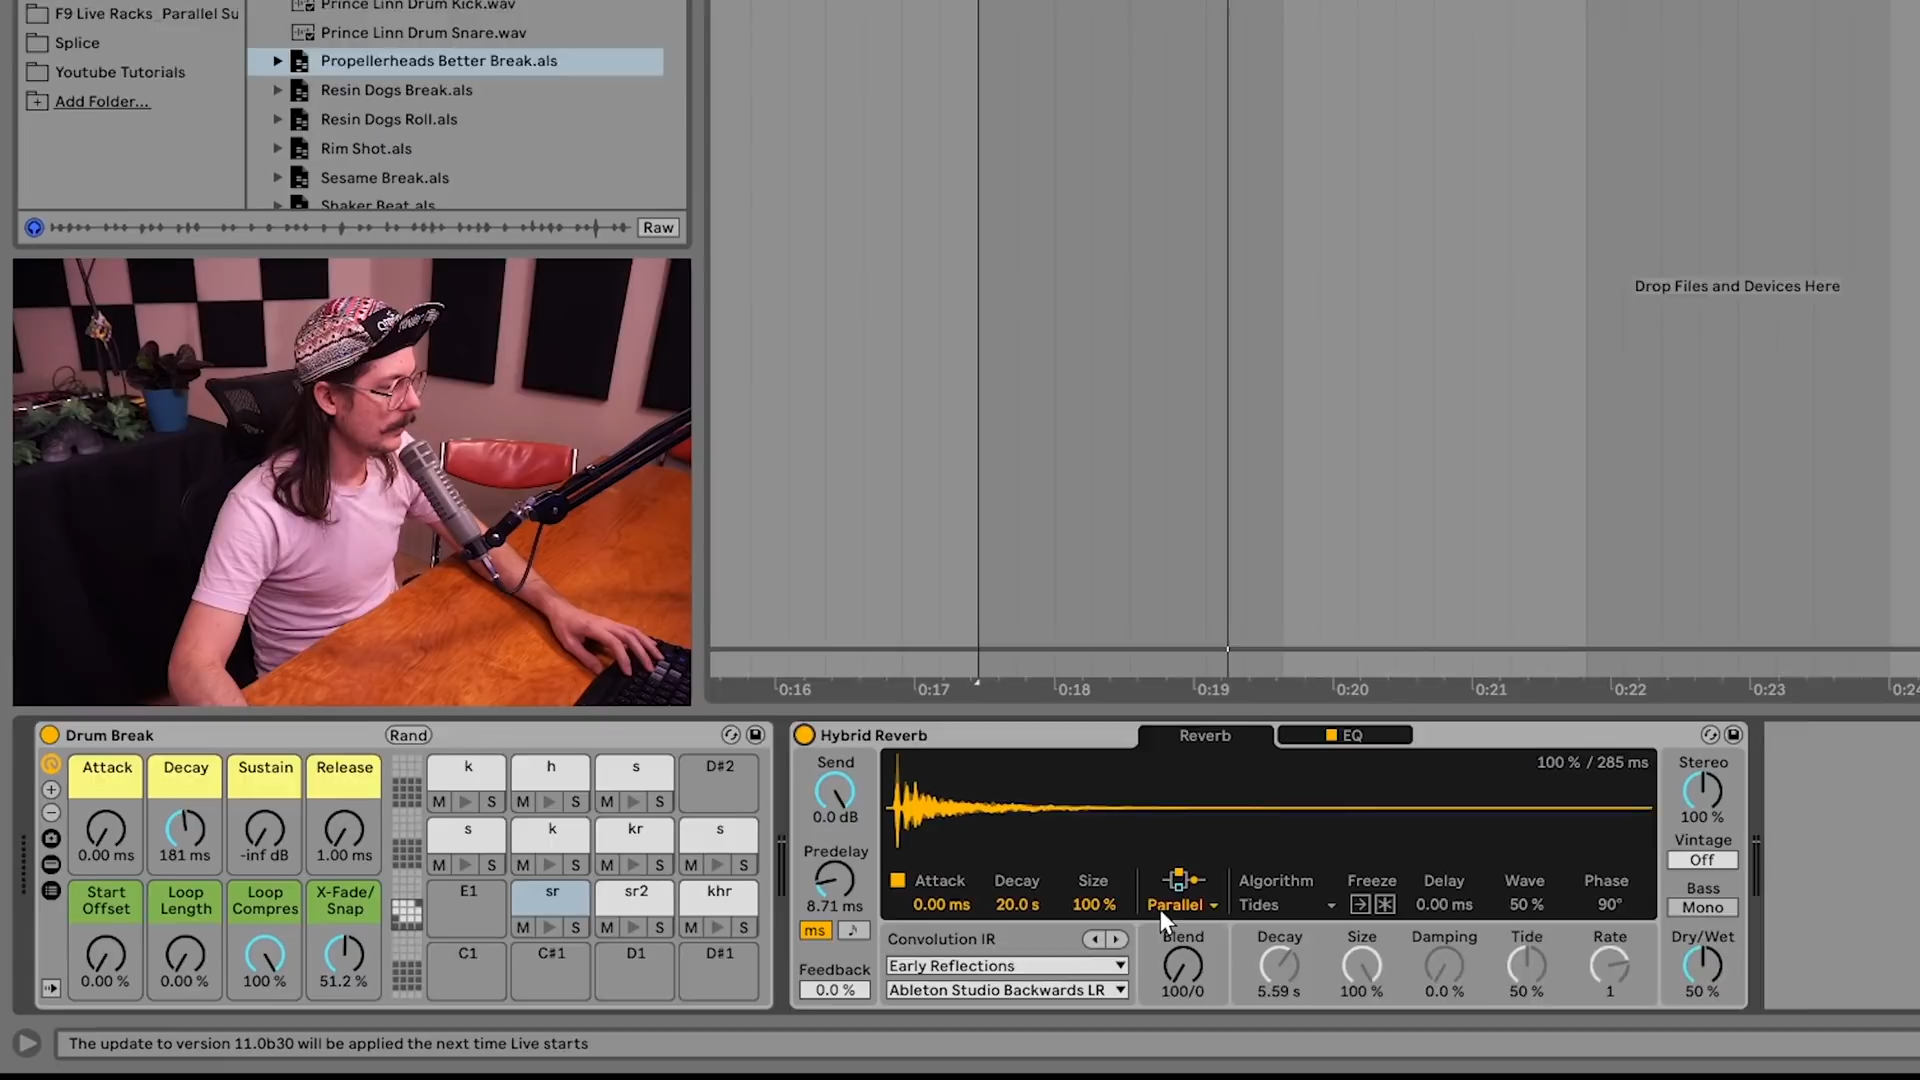 F9 Live Racks_Parallel Su
Splice
Youtube Tutorials
Add Folder...
Prince Linn Drum Kick.wav
Prince Linn Drum Snare.wav
Propellerheads Better Break.als
Resin Dogs Break.als
Resin Dogs Roll.als
Rim Shot.als
Sesame Break.als
Shaker Beat.als
Raw
Drop Files and Devices Here
0:16 0:17 0:18 0:19 0:20 0:21 0:22 0:23 0:24
Drum Break
Rand
Attack Decay Sustain Release
0.00 ms 181 ms -inf dB 1.00 ms
Start Offset
Loop Length
Loop Compres
X-Fade/ Snap
0.00 % 0.00 % 100 % 51.2 %
k h s D#2
M S M S M S
s k kr s
M S M S M S M S
E1 sr sr2 khr
M S M S M S
C1 C#1 D1 D#1
Hybrid Reverb
Reverb
EQ
Send
0.0 dB
Predelay
8.71 ms
ms
Feedback
0.0 %
100 % / 285 ms
Attack Decay Size
0.00 ms 20.0 s 100 %
Parallel
Algorithm Freeze Delay Wave Phase
Tides 0.00 ms 50 % 90°
Convolution IR
Early Reflections
Ableton Studio Backwards LR
Blend
100/0
Decay Size Damping Tide Rate
5.59 s 100 % 0.0 % 50 % 1
Stereo
100 %
Vintage
Off
Bass
Mono
Dry/Wet
50 %
The update to version 11.0b30 will be applied the next time Live starts